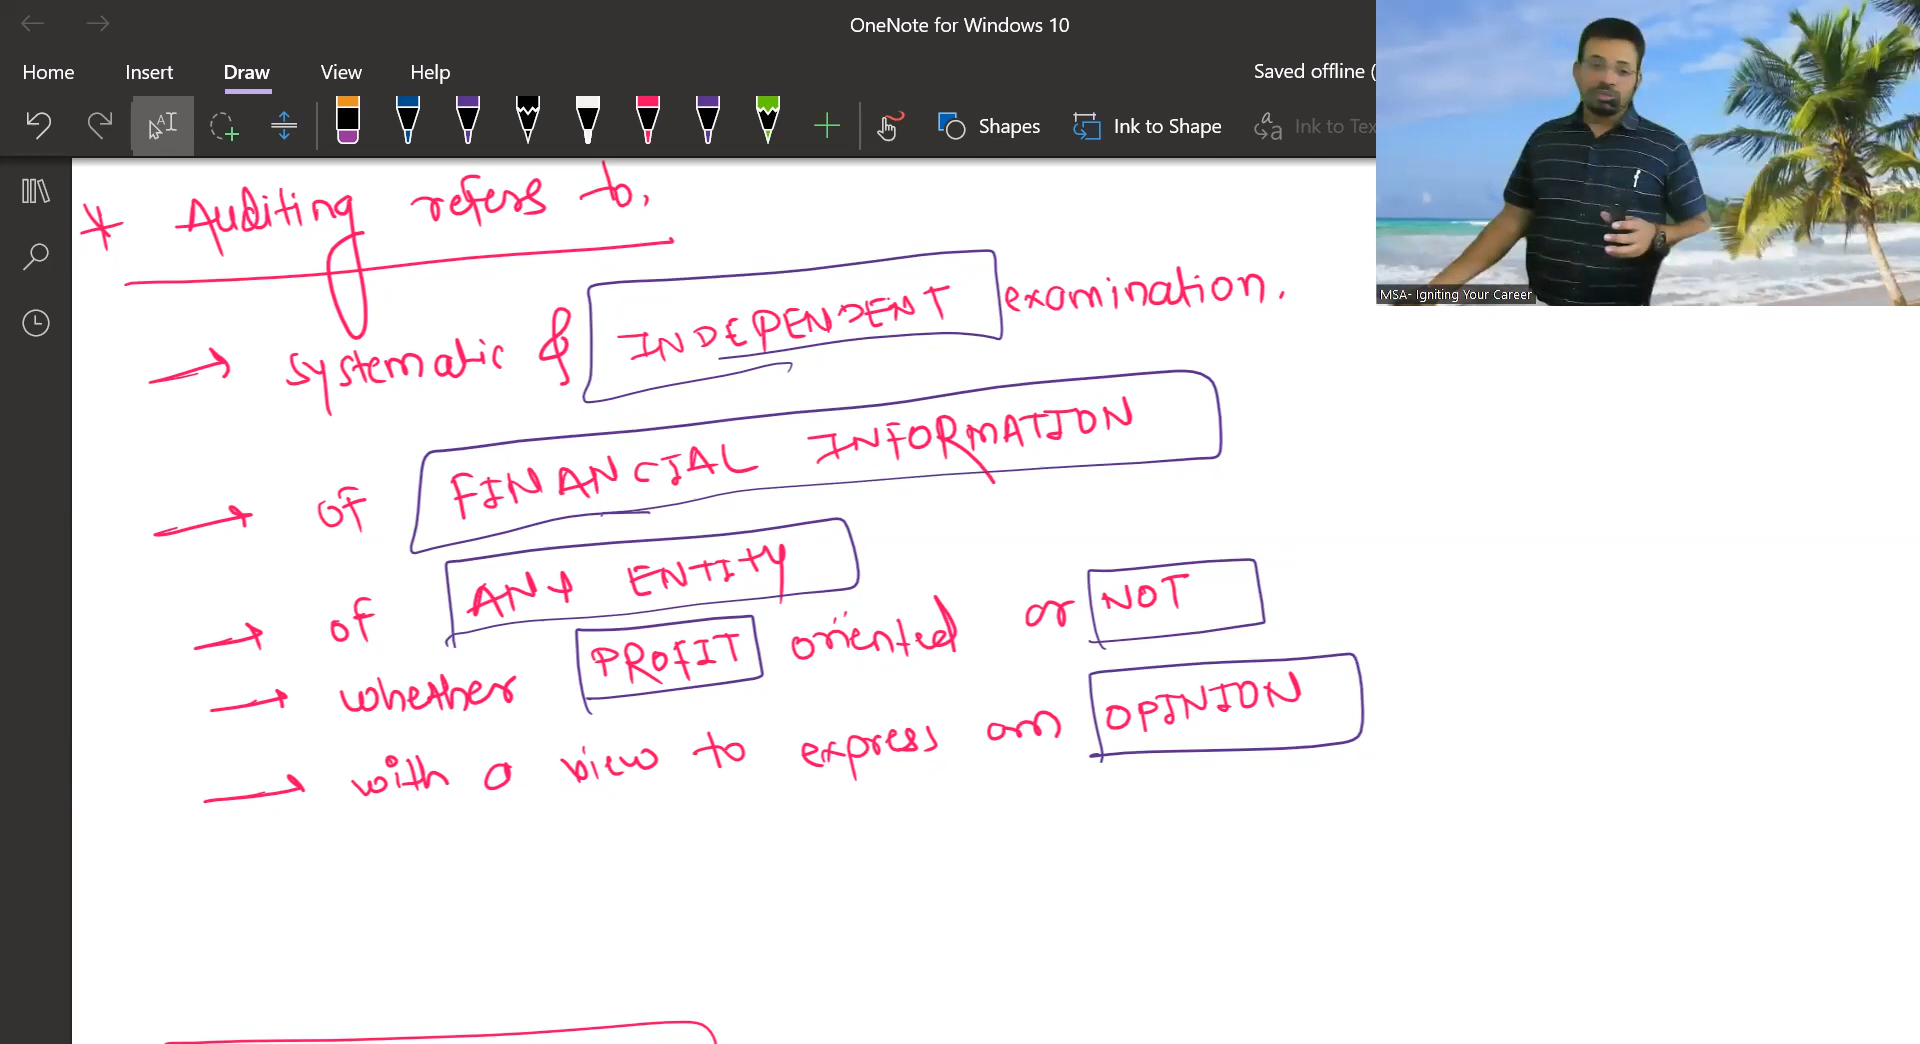 OneNote for Windows 10
Home Insert Draw View Help
Saved offline (
Shapes Ink to Shape Ink to Tex
MSA- Igniting Your Career
* Auditing refers to,
→ systematic & INDEPENDENT examination.
→ of FINANCIAL INFORMATION
→ of ANY ENTITY
→ whether PROFIT oriented or NOT
→ with a view to express an OPINION